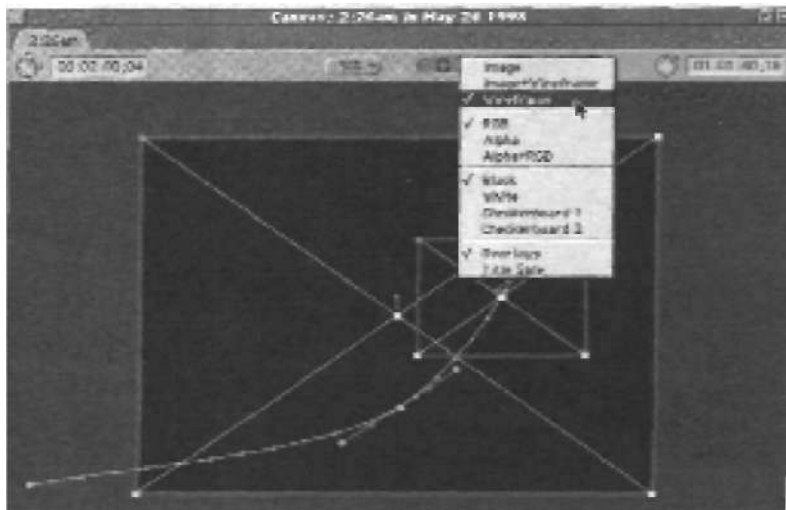 Canvas: 2:26am in May 26 1998
2:26am
00:00:00;04
Image
Image+Wireframe
✓ Wireframe
✓ RGB
Alpha
Alpha+RGB
✓ Black
White
Checkerboard 1
Checkerboard 2
✓ Overlays
Title Safe